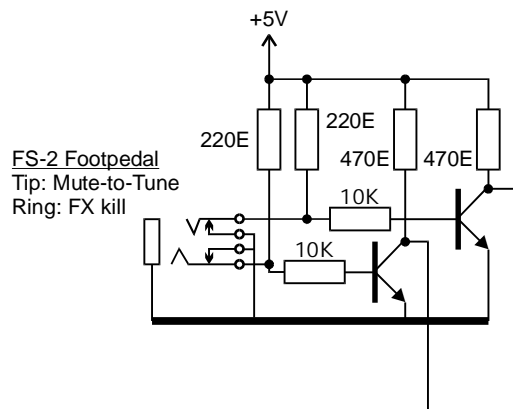 +5V
220E
220E
470E
470E
FS-2 Footpedal
Tip: Mute-to-Tune
Ring: FX kill
10K
10K